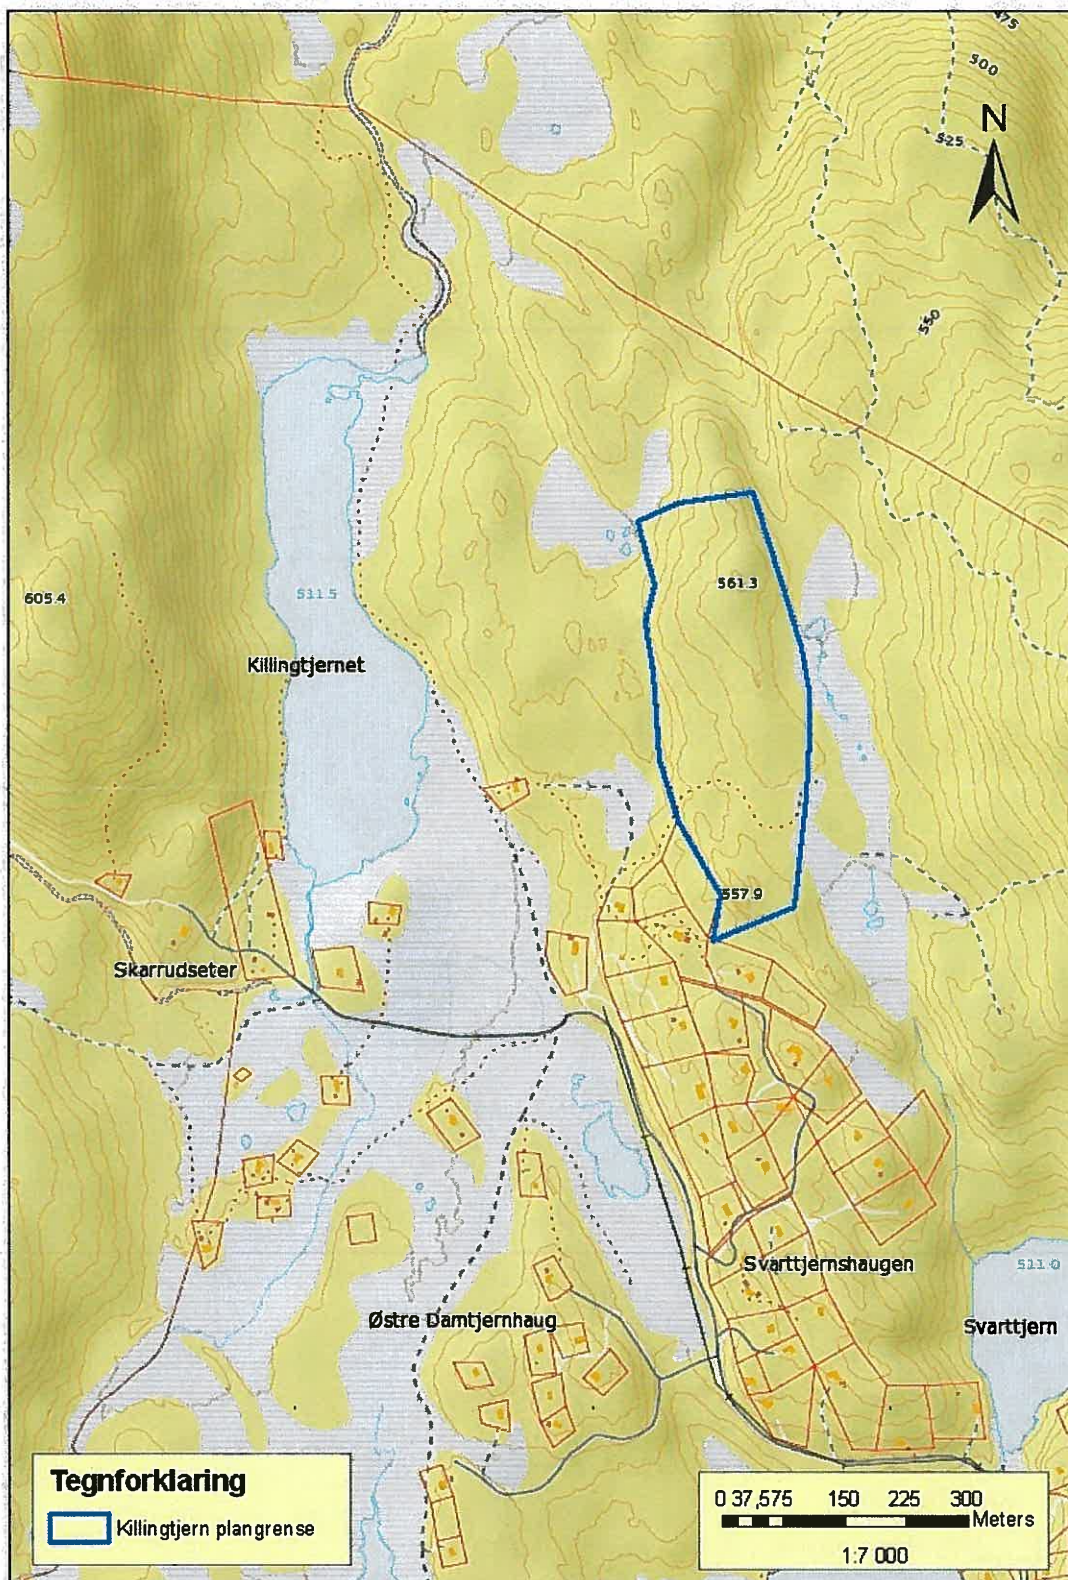 475
500
N
525
550
561.3
605.4
511.5
Killingtjernet
557.9
Skarrudseter
Svarttjernshaugen
511.0
Østre Damtjernhaug
Svarttjern
Tegnforklaring
Killingtjern plangrense
0 37,575 150 225 300
Meters
1:7 000